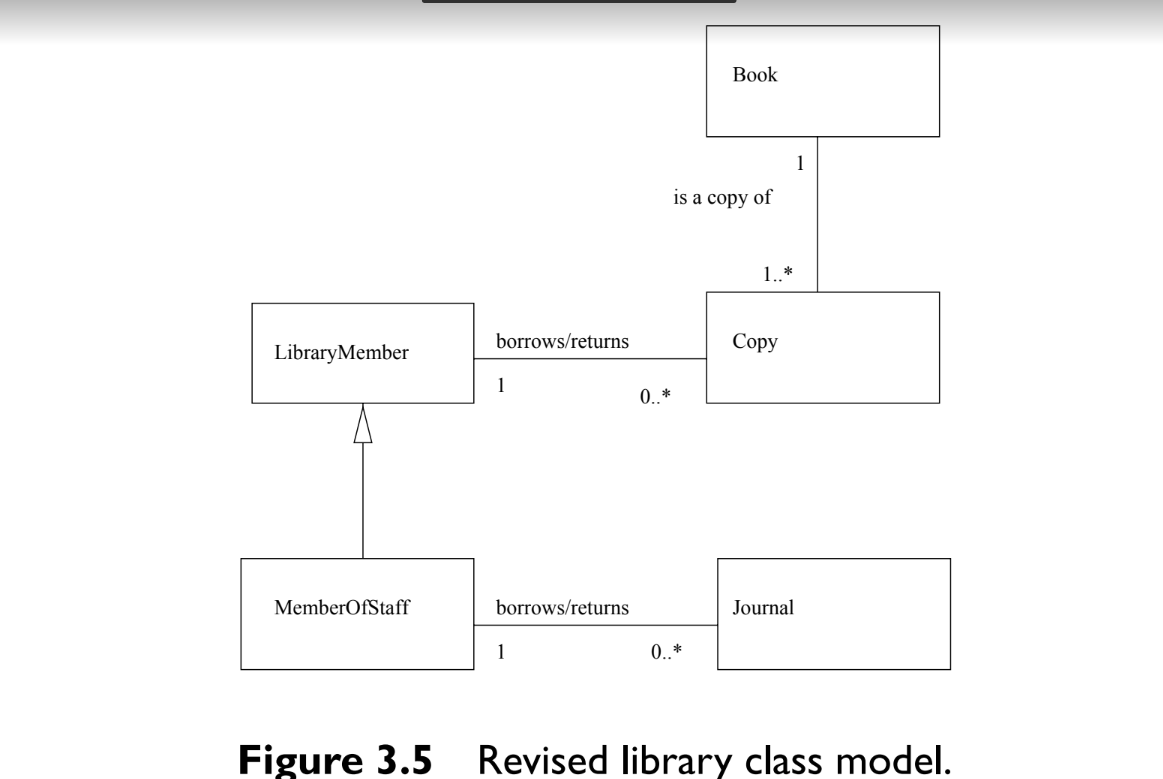 Book
1
is a copy of
1..*
LibraryMember
borrows/returns
Copy
1
0..*
MemberOfStaff
borrows/returns
Journal
1
0..*
Figure 3.5 Revised library class model.